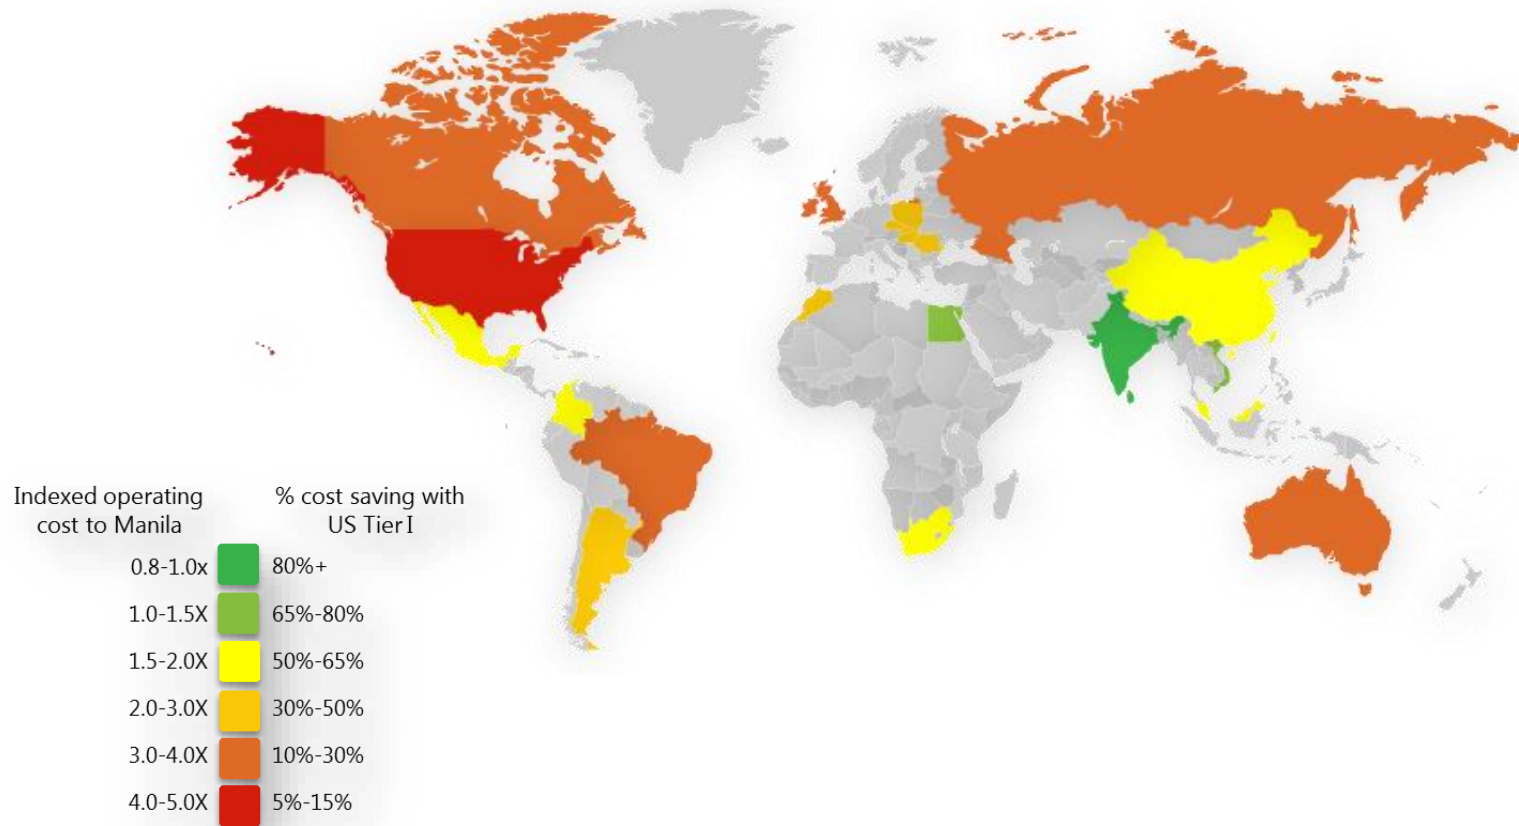 Indexed operating
cost to Manila
% cost saving with
US Tier I
0.8-1.0x 80%+
1.0-1.5X 65%-80%
1.5-2.0X 50%-65%
2.0-3.0X 30%-50%
3.0-4.0X 10%-30%
4.0-5.0X 5%-15%